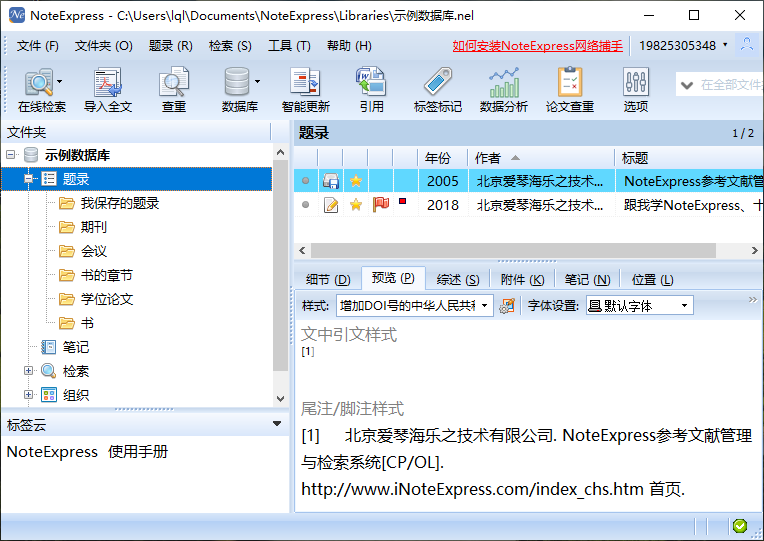 NoteExpress - C:\Users\lql\Documents\NoteExpress\Libraries\示例数据库.nel
文件 (F) 文件夹 (O) 题录 (R) 检索 (S) 工具 (T) 帮助 (H) 如何安装NoteExpress网络捕手 19825305348
在线检索 导入全文 查重 数据库 智能更新 引用 标签标记 数据分析 论文查重 选项 在全部文件
文件夹
示例数据库
题录
我保存的题录
期刊
会议
书的章节
学位论文
书
笔记
检索
组织
标签云
NoteExpress 使用手册
题录 1 / 2
年份 作者 标题
2005 北京爱琴海乐之技术... NoteExpress参考文献管
2018 北京爱琴海乐之技术... 跟我学NoteExpress、十
细节 (D) 预览 (P) 综述 (S) 附件 (K) 笔记 (N) 位置 (L)
样式: 增加DOI号的中华人民共和 字体设置: 默认字体
文中引文样式
[1]
尾注/脚注样式
[1] 北京爱琴海乐之技术有限公司. NoteExpress参考文献管理
与检索系统[CP/OL].
http://www.iNoteExpress.com/index_chs.htm 首页.